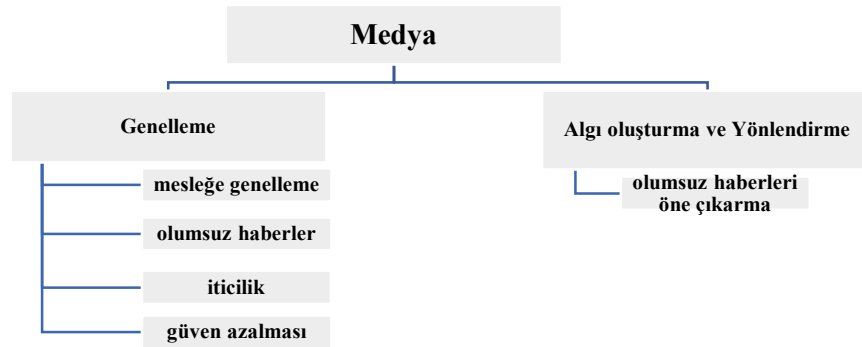 Medya
Genelleme
mesleğe genelleme
olumsuz haberler
iticilik
güven azalması
Algı oluşturma ve Yönlendirme
olumsuz haberleri
öne çıkarma